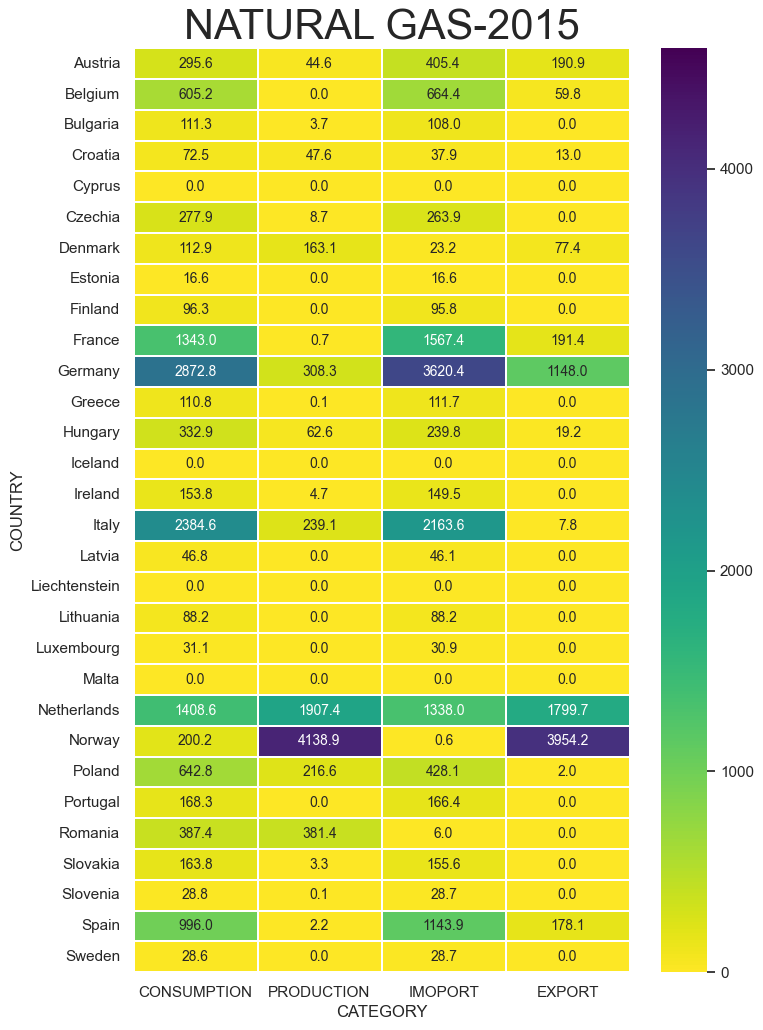 NATURAL GAS-2015
Austria 295.6 44.6 405.4 190.9
Belgium 605.2 0.0 664.4 59.8
Bulgaria 111.3 3.7 108.0 0.0
Croatia 72.5 47.6 37.9 13.0
Cyprus 0.0 0.0 0.0 0.0
Czechia 277.9 8.7 263.9 0.0
Denmark 112.9 163.1 23.2 77.4
Estonia 16.6 0.0 16.6 0.0
Finland 96.3 0.0 95.8 0.0
France 1343.0 0.7 1567.4 191.4
Germany 2872.8 308.3 3620.4 1148.0
Greece 110.8 0.1 111.7 0.0
Hungary 332.9 62.6 239.8 19.2
Iceland 0.0 0.0 0.0 0.0
Ireland 153.8 4.7 149.5 0.0
Italy 2384.6 239.1 2163.6 7.8
Latvia 46.8 0.0 46.1 0.0
Liechtenstein 0.0 0.0 0.0 0.0
Lithuania 88.2 0.0 88.2 0.0
Luxembourg 31.1 0.0 30.9 0.0
Malta 0.0 0.0 0.0 0.0
Netherlands 1408.6 1907.4 1338.0 1799.7
Norway 200.2 4138.9 0.6 3954.2
Poland 642.8 216.6 428.1 2.0
Portugal 168.3 0.0 166.4 0.0
Romania 387.4 381.4 6.0 0.0
Slovakia 163.8 3.3 155.6 0.0
Slovenia 28.8 0.1 28.7 0.0
Spain 996.0 2.2 1143.9 178.1
Sweden 28.6 0.0 28.7 0.0
CONSUMPTION PRODUCTION IMOPORT EXPORT
CATEGORY
COUNTRY
4000
3000
2000
1000
0